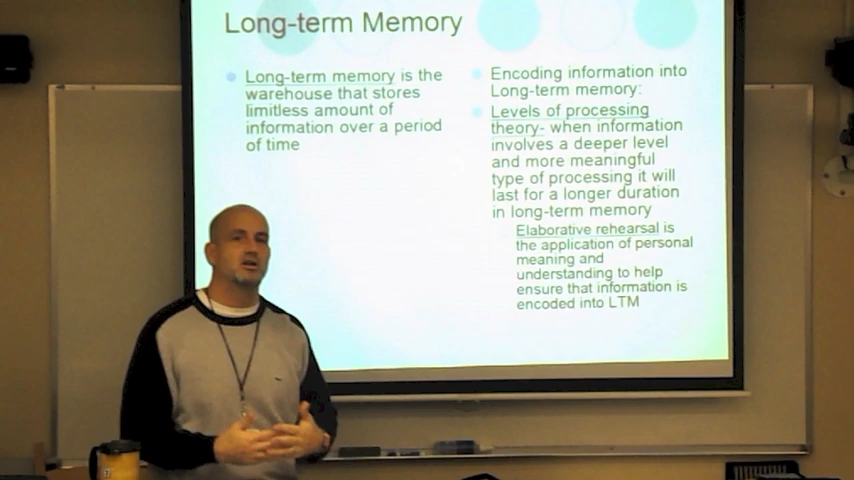 Long-term Memory
Long-term memory is the
warehouse that stores
limitless amount of
information over a period
of time
Encoding information into
Long-term memory:
Levels of processing
theory- when information
involves a deeper level
and more meaningful
type of processing it will
last for a longer duration
in long-term memory
Elaborative rehearsal is
the application of personal
meaning and
understanding to help
ensure that information is
encoded into LTM